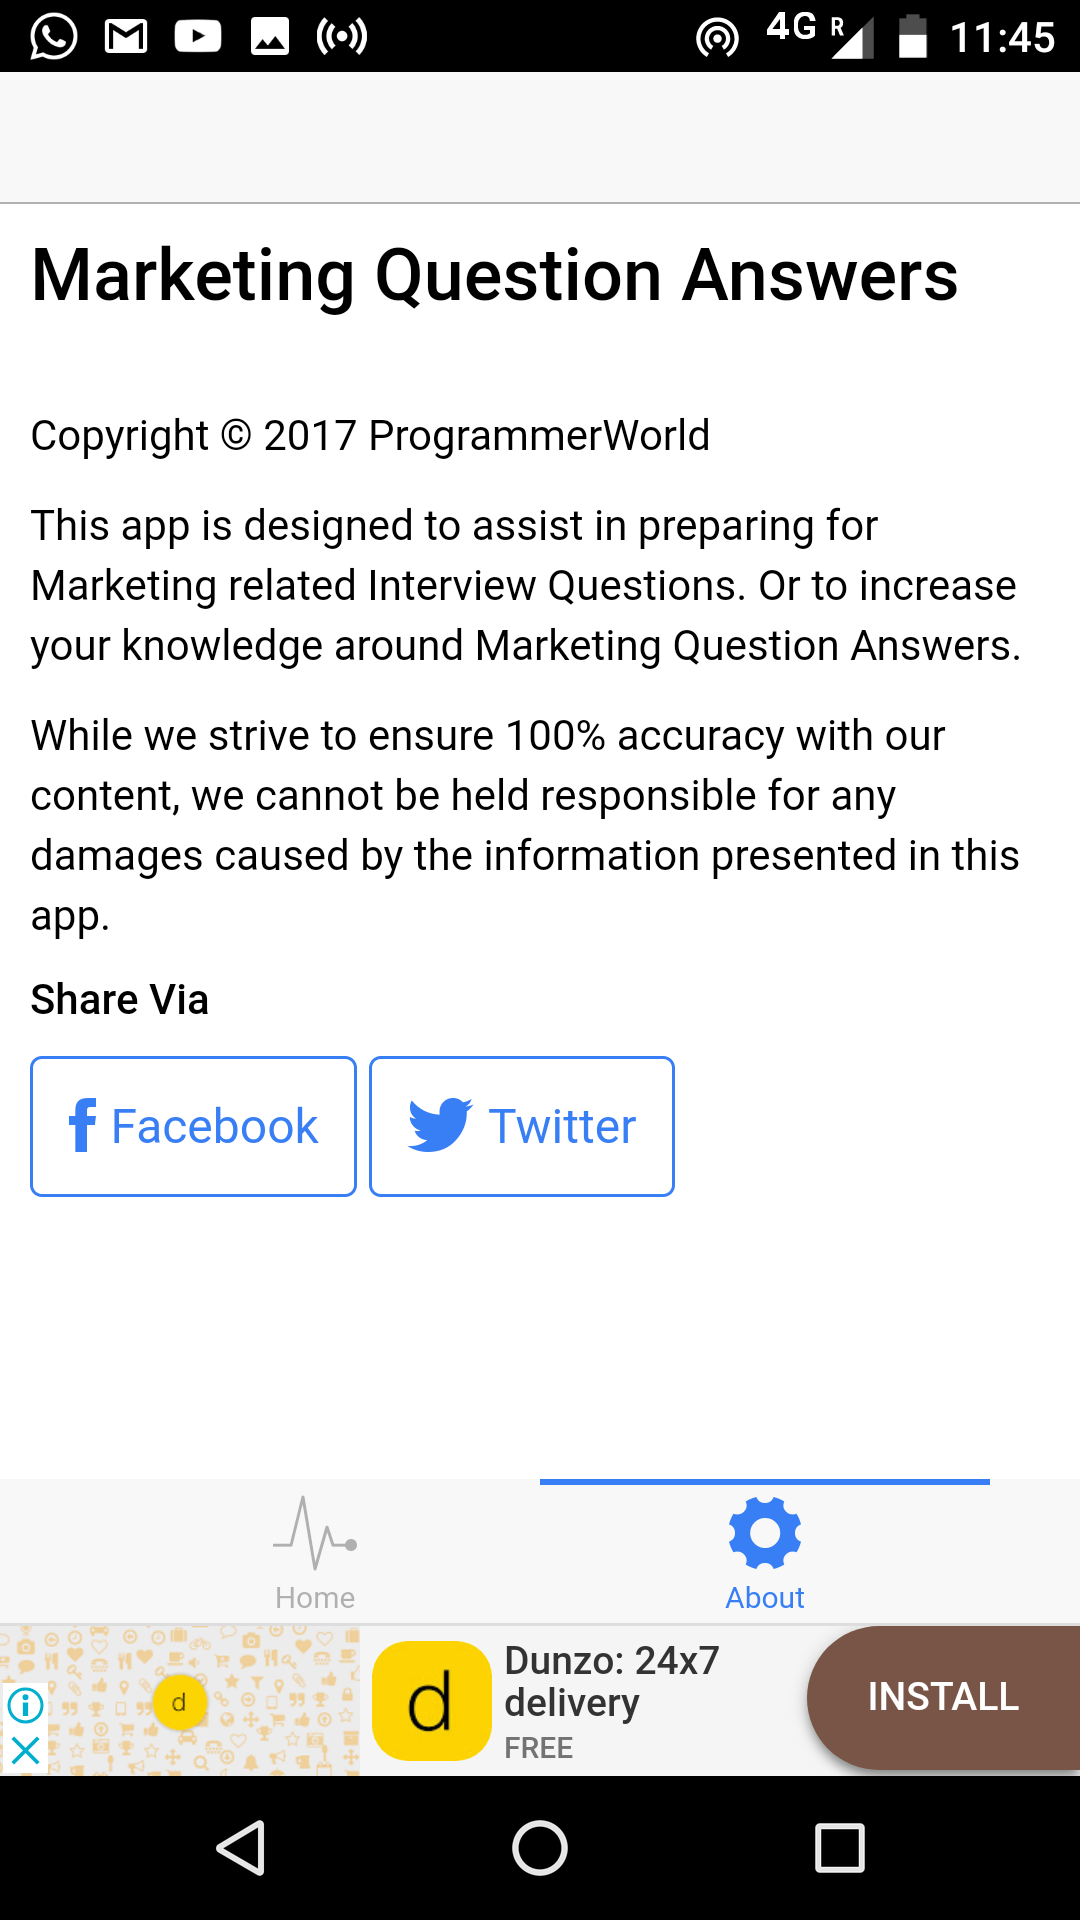 4G R 11:45
Marketing Question Answers
Copyright © 2017 ProgrammerWorld
This app is designed to assist in preparing for
Marketing related Interview Questions. Or to increase
your knowledge around Marketing Question Answers.
While we strive to ensure 100% accuracy with our
content, we cannot be held responsible for any
damages caused by the information presented in this
app.
Share Via
Facebook Twitter
Home About
d d Dunzo: 24x7
delivery
FREE
INSTALL